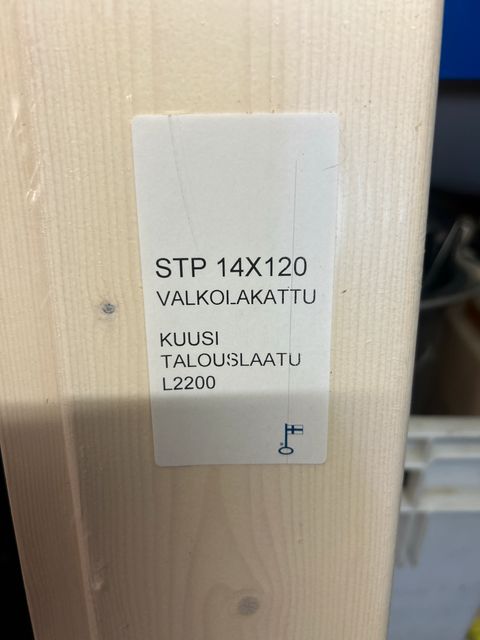 STP 14X120
VALKOLAKATTU
KUUSI
TALOUSLAATU
L2200